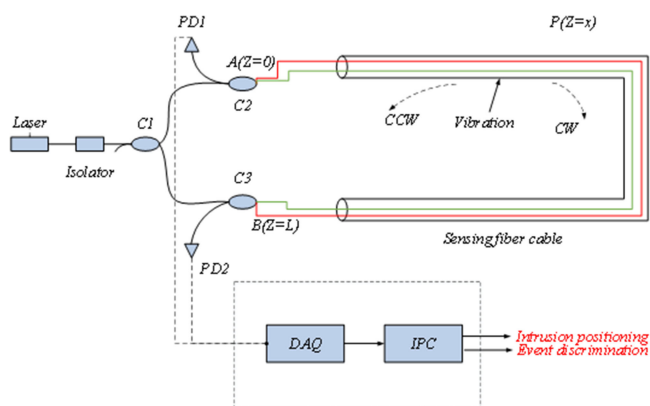 PD1
P(Z=x)
A(Z=0)
C2
Laser
C1
CCW
Vibration
CW
Isolator
C3
B(Z=L)
Sensing fiber cable
PD2
DAQ
IPC
Intrusion positioning
Event discrimination